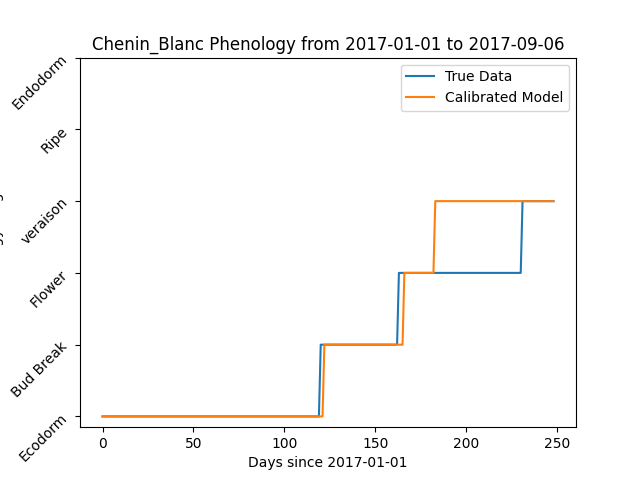 Chenin_Blanc Phenology from 2017-01-01 to 2017-09-06
True Data
Calibrated Model
Endodorm
Ripe
veraison
Flower
Bud Break
Ecodorm
0 50 100 150 200 250
Days since 2017-01-01